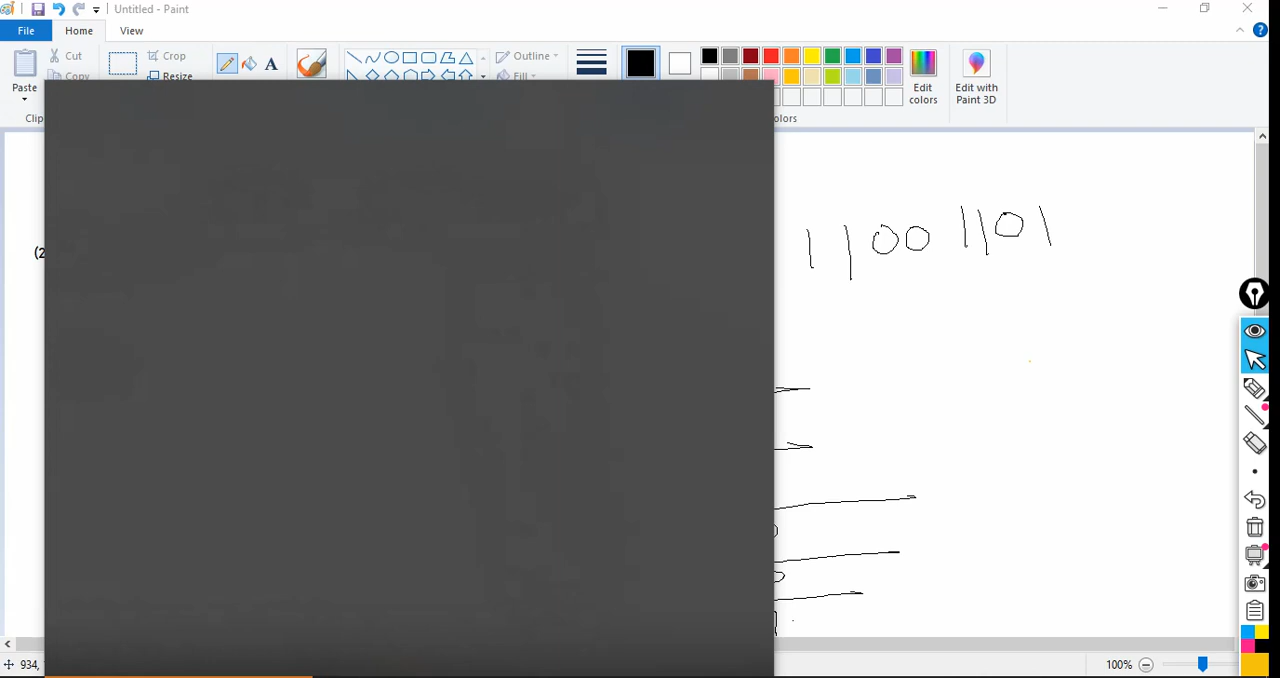 Untitled - Paint
File
Home
View
Cut
Crop
Outline
Copy
Resize
Fill
Paste
Edit colors
Edit with Paint 3D
(2
1100 1101
934,
100%